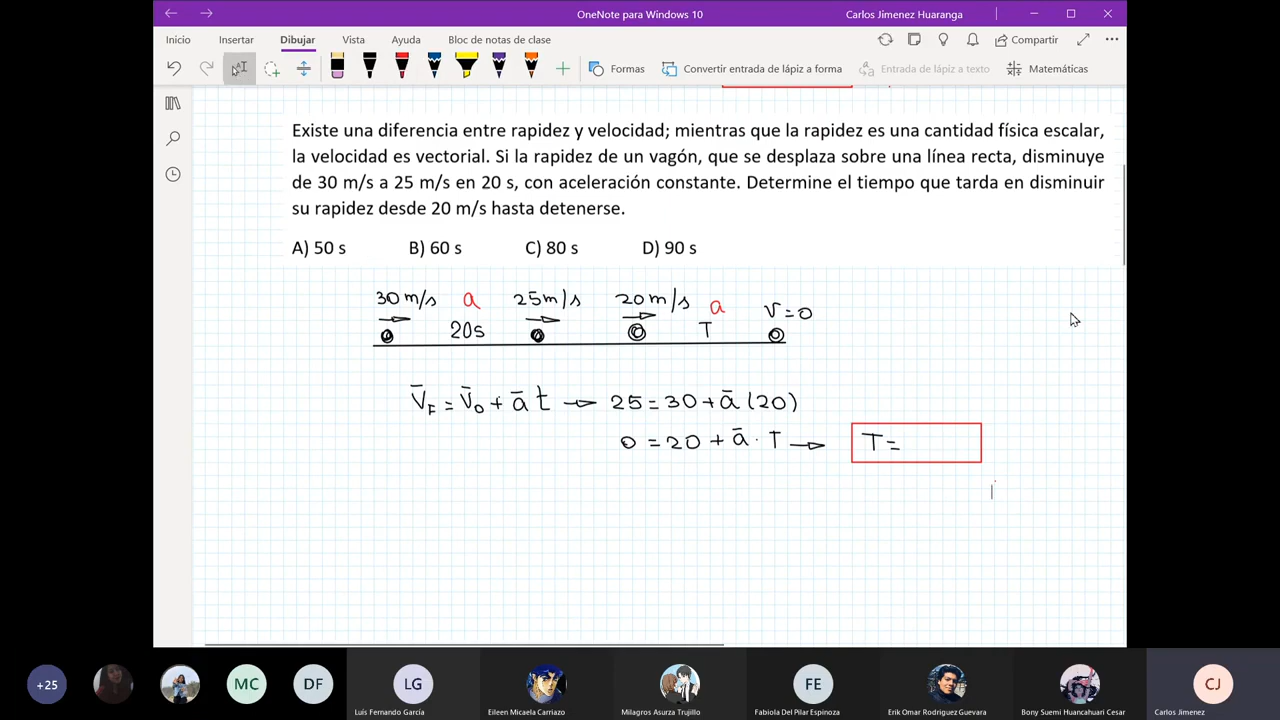 OneNote para Windows 10
Carlos Jimenez Huaranga
Inicio Insertar Dibujar Vista Ayuda Bloc de notas de clase
Compartir
Formas Convertir entrada de lápiz a forma Entrada de lápiz a texto Matemáticas
Existe una diferencia entre rapidez y velocidad; mientras que la rapidez es una cantidad física escalar,
la velocidad es vectorial. Si la rapidez de un vagón, que se desplaza sobre una línea recta, disminuye
de 30 m/s a 25 m/s en 20 s, con aceleración constante. Determine el tiempo que tarda en disminuir
su rapidez desde 20 m/s hasta detenerse.
A) 50 s B) 60 s C) 80 s D) 90 s
30 m/s a 25 m/s 20 m/s a V = 0
20s T
V̄F = V̄0 + ā t → 25 = 30 + ā (20)
0 = 20 + ā · T → T =
+25 MC DF LG FE CJ
Luis Fernando García Eileen Micaela Carriazo Milagros Asurza Trujillo Fabiola Del Pilar Espinoza Erik Omar Rodriguez Guevara Bony Suemi Huancahuari Cesar Carlos Jimenez